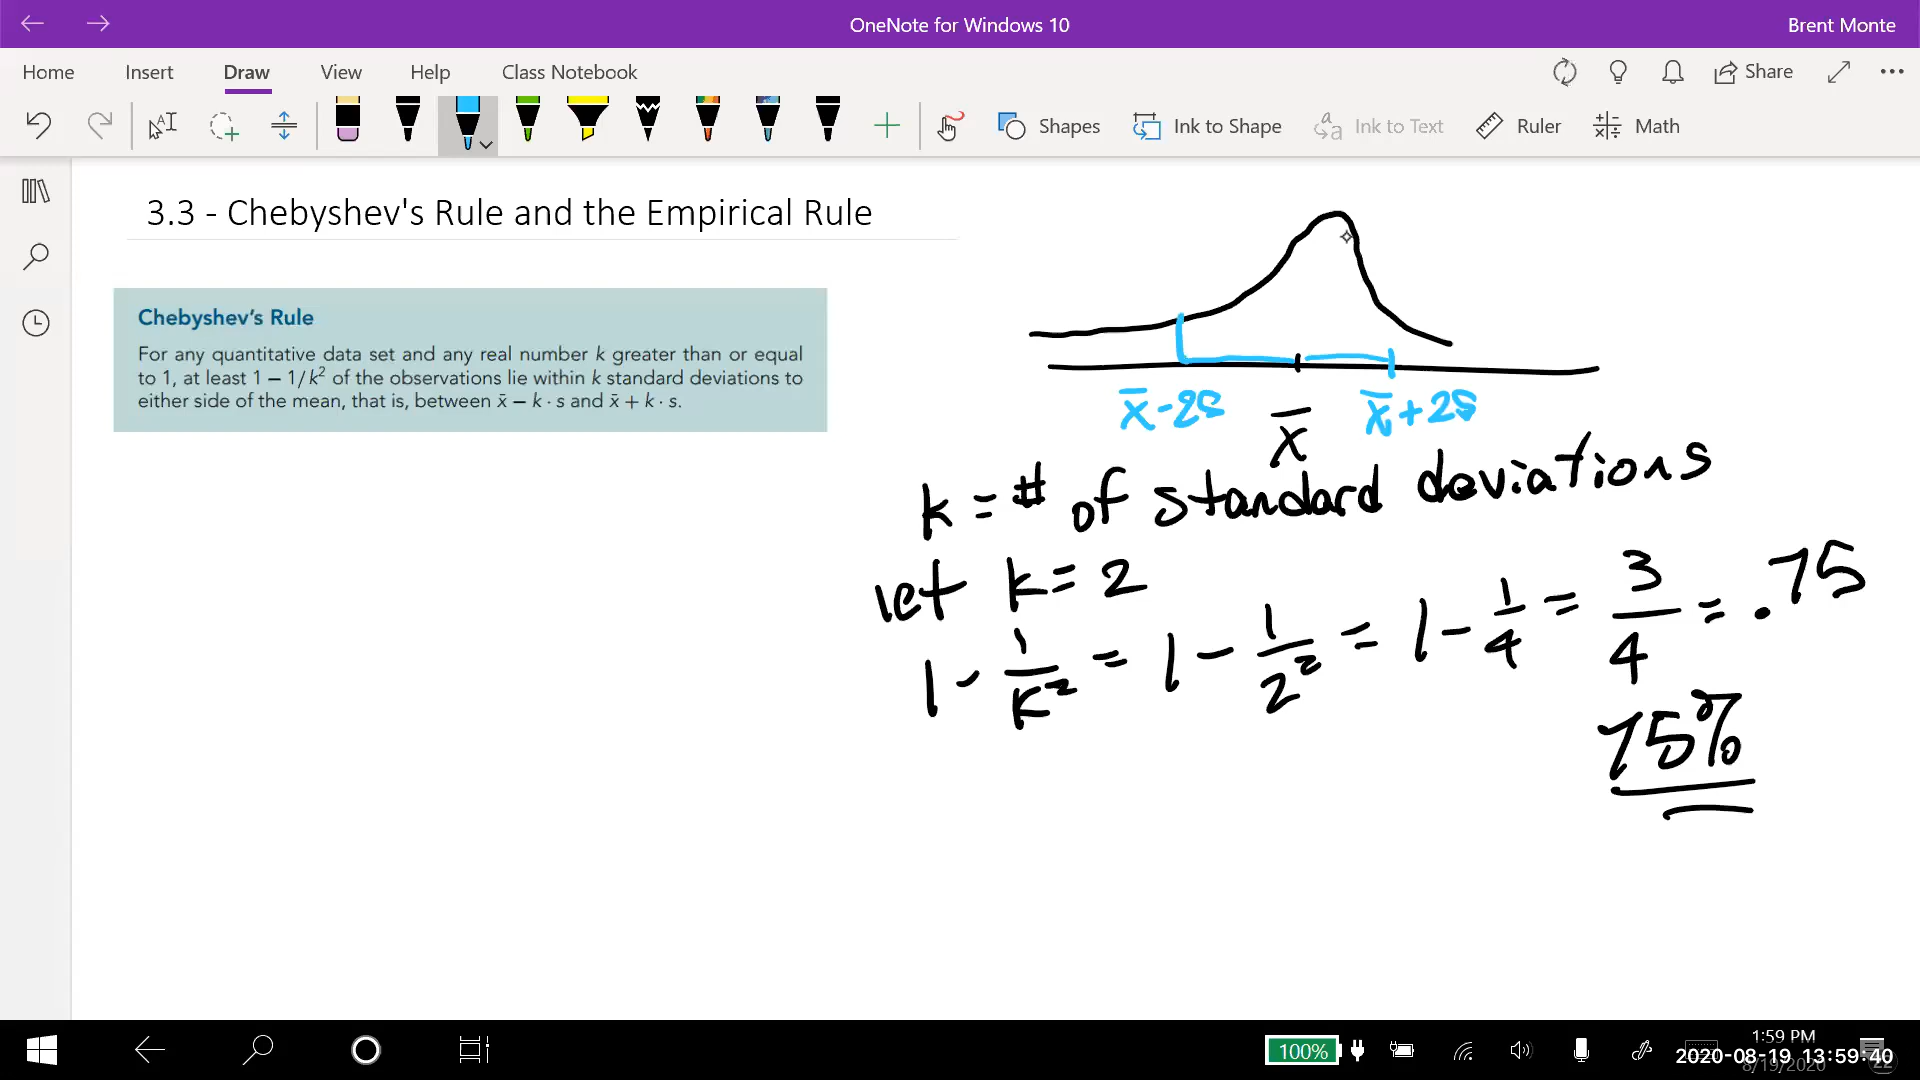 OneNote for Windows 10
Brent Monte
Home Insert Draw View Help Class Notebook
Share
Shapes Ink to Shape Ink to Text Ruler Math
3.3 - Chebyshev's Rule and the Empirical Rule
Chebyshev's Rule
For any quantitative data set and any real number k greater than or equal
to 1, at least 1 − 1/k² of the observations lie within k standard deviations to
either side of the mean, that is, between x̄ − k · s and x̄ + k · s.
x̄-2s x̄ x̄+2s
k = # of standard deviations
let k = 2
1 - 1/k² = 1 - 1/2² = 1 - 1/4 = 3/4 = .75
75%
100%
1:59 PM
2020-08-19 13:59:40
8/19/2020
22